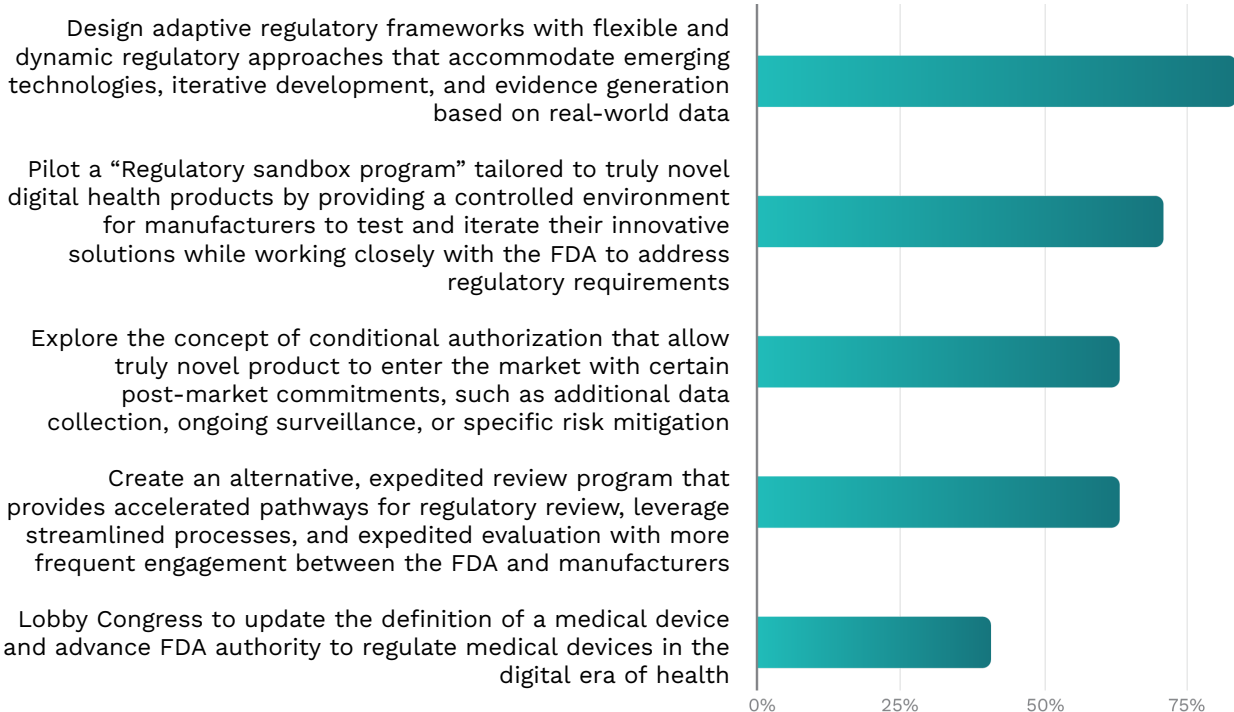 Design adaptive regulatory frameworks with flexible and
dynamic regulatory approaches that accommodate emerging
technologies, iterative development, and evidence generation
based on real-world data
Pilot a “Regulatory sandbox program” tailored to truly novel
digital health products by providing a controlled environment
for manufacturers to test and iterate their innovative
solutions while working closely with the FDA to address
regulatory requirements
Explore the concept of conditional authorization that allow
truly novel product to enter the market with certain
post-market commitments, such as additional data
collection, ongoing surveillance, or specific risk mitigation
Create an alternative, expedited review program that
provides accelerated pathways for regulatory review, leverage
streamlined processes, and expedited evaluation with more
frequent engagement between the FDA and manufacturers
Lobby Congress to update the definition of a medical device
and advance FDA authority to regulate medical devices in the
digital era of health
0% 25% 50% 75%